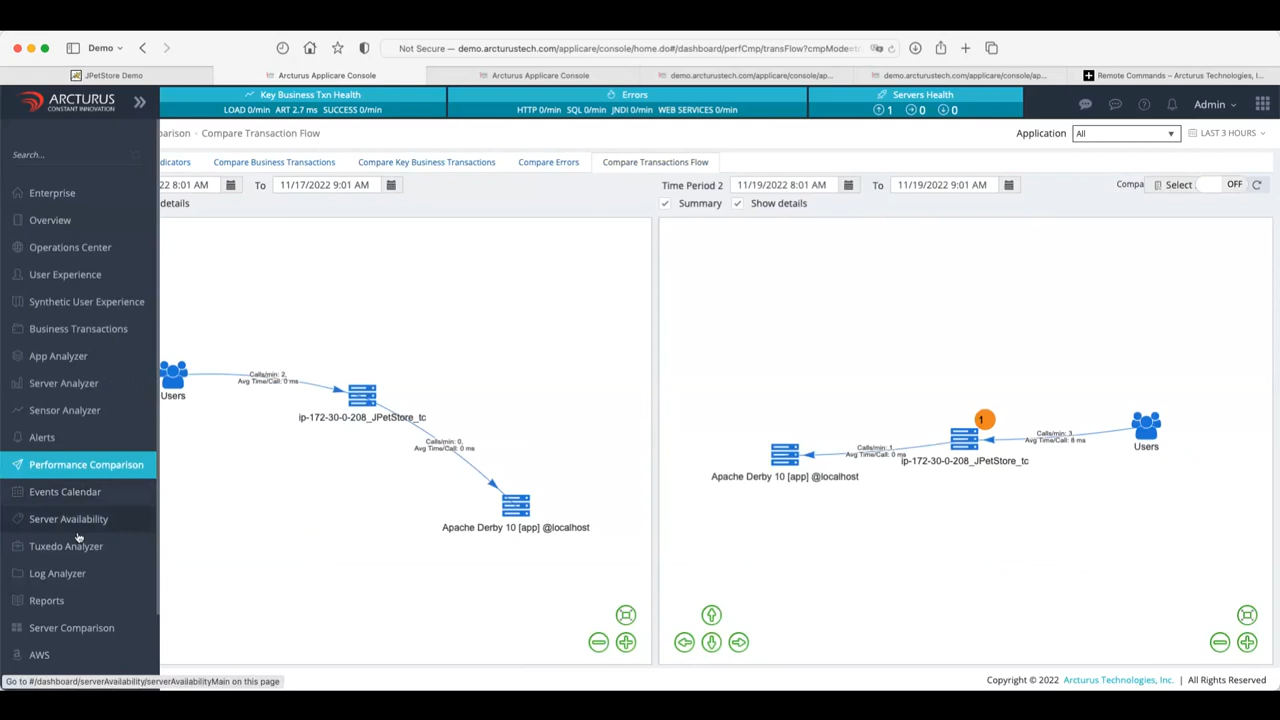 Demo
Not Secure — demo.arcturustech.com/applicare/console/home.do#/dashboard/perfCmp/transFlow?cmpMode=
JPetStore Demo
Arcturus Applicare Console
Arcturus Applicare Console
demo.arcturustech.com/applicare/console/ap...
demo.arcturustech.com/applicare/console/ap...
Remote Commands – Arcturus Technologies, I...
ARCTURUS
CONSTANT INNOVATION
Key Business Txn Health
LOAD 0/min ART 2.7 ms SUCCESS 0/min
Errors
HTTP 0/min SQL 0/min JNDI 0/min WEB SERVICES 0/min
Servers Health
1 0 0
Admin
arison - Compare Transaction Flow
Application
All
LAST 3 HOURS
Search...
dicators
Compare Business Transactions
Compare Key Business Transactions
Compare Errors
Compare Transactions Flow
22 8:01 AM
To
11/17/2022 9:01 AM
Time Period 2
11/19/2022 8:01 AM
To
11/19/2022 9:01 AM
Compa
Select
OFF
details
Summary
Show details
Enterprise
Overview
Operations Center
User Experience
Synthetic User Experience
Business Transactions
App Analyzer
Server Analyzer
Sensor Analyzer
Alerts
Performance Comparison
Events Calendar
Server Availability
Tuxedo Analyzer
Log Analyzer
Reports
Server Comparison
AWS
Users
Calls/min: 2,
Avg Time/Call: 0 ms
ip-172-30-0-208_JPetStore_tc
Calls/min: 0,
Avg Time/Call: 0 ms
Apache Derby 10 [app] @localhost
Apache Derby 10 [app] @localhost
Calls/min: 1,
Avg Time/Call: 0 ms
1
ip-172-30-0-208_JPetStore_tc
Calls/min: 3,
Avg Time/Call: 6 ms
Users
Go to #/dashboard/serverAvailability/serverAvailabilityMain on this page
Copyright © 2022 Arcturus Technologies, Inc. | All Rights Reserved